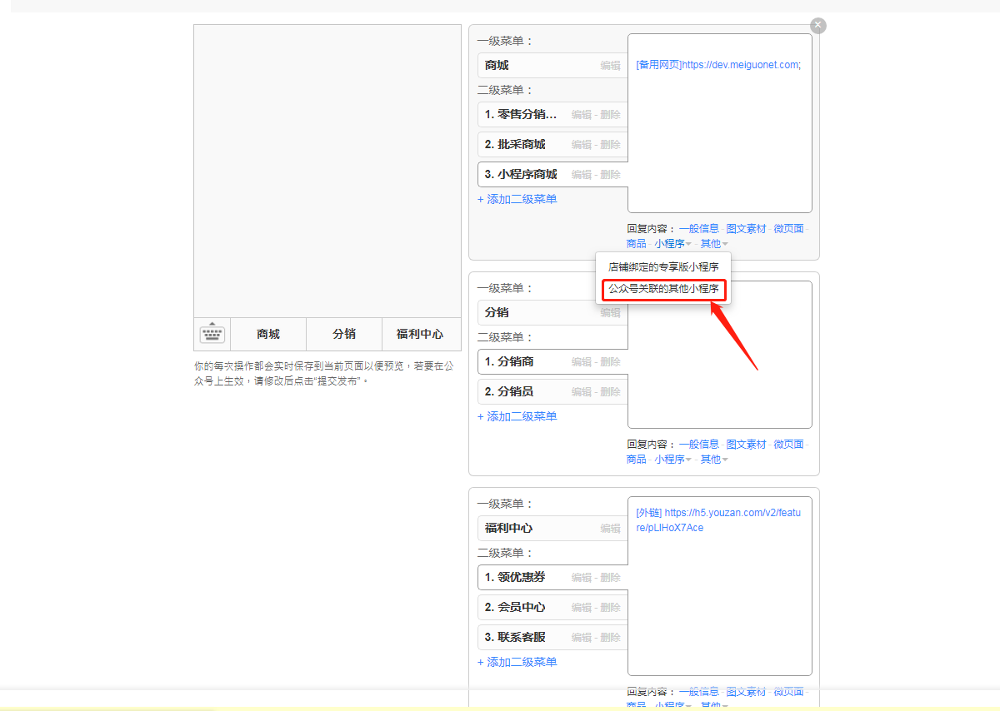 商城
分销
福利中心
你的每次操作都会实时保存到当前页面以便预览，若要在公
众号上生效，请修改后点击“提交发布”。
一级菜单：
商城 编辑
二级菜单：
1. 零售分销... 编辑 - 删除
2. 批采商城 编辑 - 删除
3. 小程序商城 编辑 - 删除
+ 添加二级菜单
[备用网页]https://dev.meiguonet.com;
回复内容： 一般信息 - 图文素材 - 微页面 -
商品 - 小程序 - 其他
店铺绑定的专享版小程序
公众号关联的其他小程序
一级菜单：
分销 编辑
二级菜单：
1. 分销商 编辑 - 删除
2. 分销员 编辑 - 删除
+ 添加二级菜单
回复内容： 一般信息 - 图文素材 - 微页面 -
商品 - 小程序 - 其他
一级菜单：
福利中心 编辑
二级菜单：
1. 领优惠券 编辑 - 删除
2. 会员中心 编辑 - 删除
3. 联系客服 编辑 - 删除
+ 添加二级菜单
[外链] https://h5.youzan.com/v2/featu
re/pLIHoX7Ace
回复内容： 一般信息 - 图文素材 - 微页面 -
商品 - 小程序 - 其他